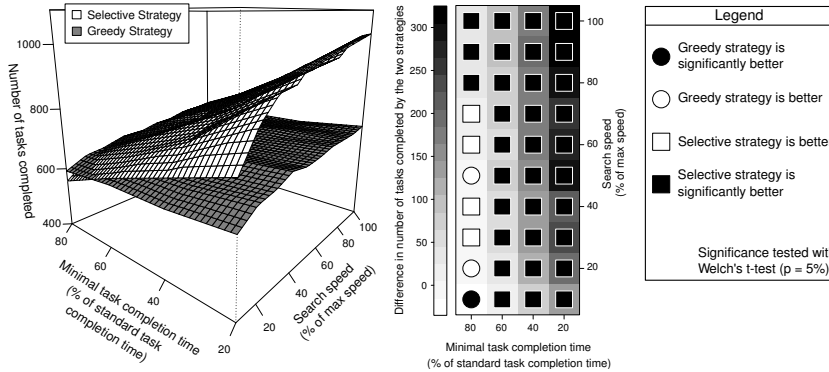 Selective Strategy
Greedy Strategy
Number of tasks completed
1000
800
600
400
80
60
40
20
Minimal task completion time
(% of standard task
completion time)
20
40
60
80
100
Search speed
(% of max speed)
Difference in number of tasks completed by the two strategies
300
250
200
150
100
50
0
100
80
60
40
20
Search speed
(% of max speed)
80 60 40 20
Minimal task completion time
(% of standard task completion time)
Legend
Greedy strategy is
significantly better
Greedy strategy is better
Selective strategy is bette
Selective strategy is
significantly better
Significance tested wit
Welch's t-test (p = 5%)